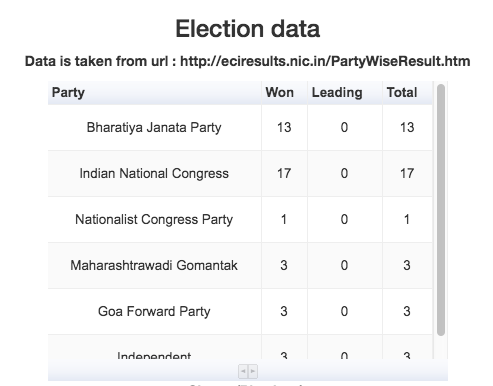 Election data
Data is taken from url : http://eciresults.nic.in/PartyWiseResult.htm
Party Won Leading Total
Bharatiya Janata Party 13 0 13
Indian National Congress 17 0 17
Nationalist Congress Party 1 0 1
Maharashtrawadi Gomantak 3 0 3
Goa Forward Party 3 0 3
Independent 3 0 3